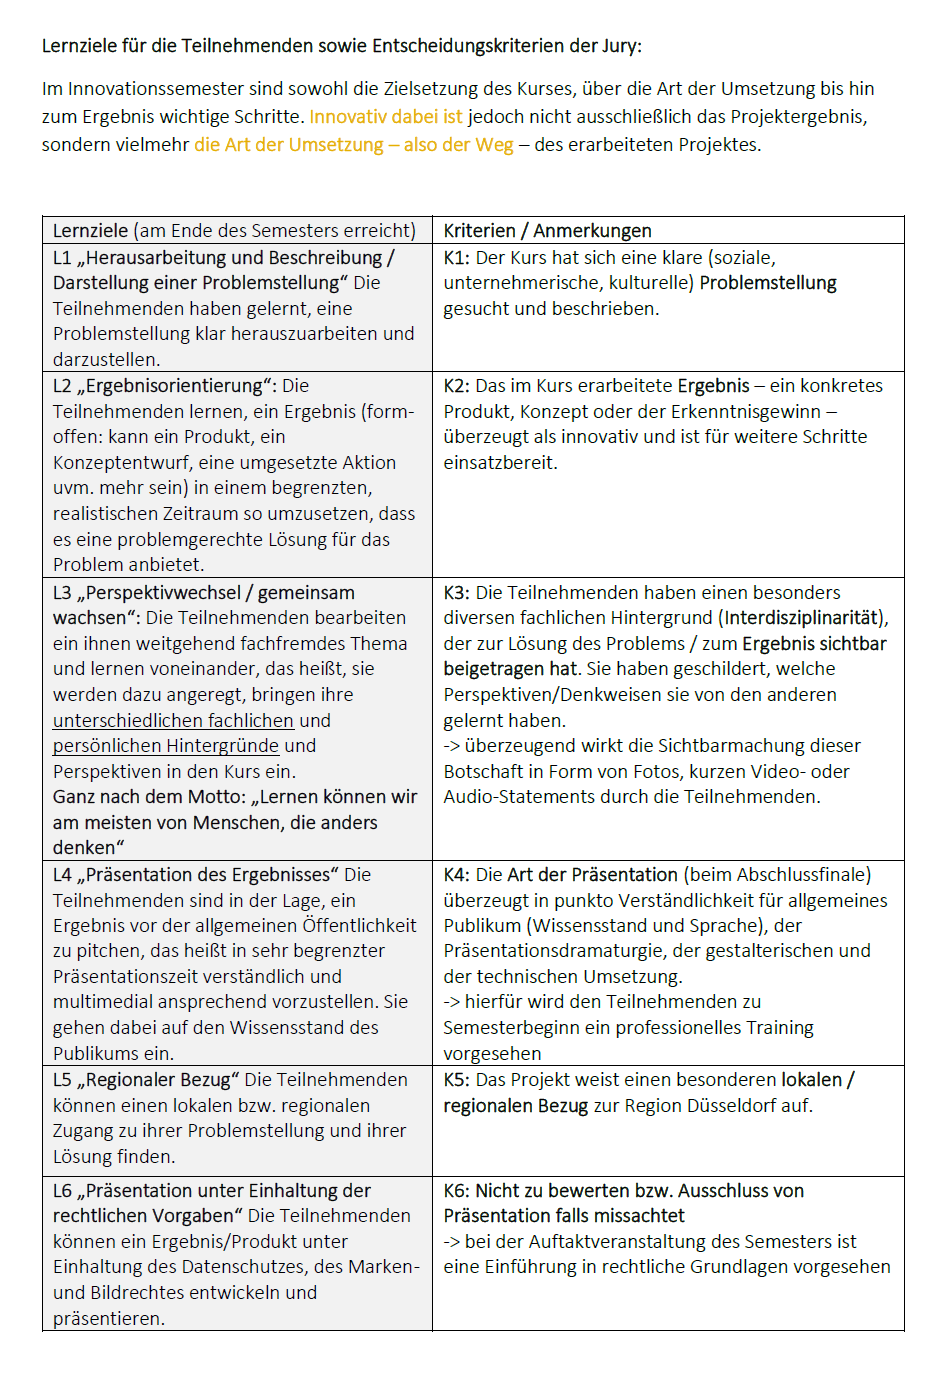 Lernziele für die Teilnehmenden sowie Entscheidungskriterien der Jury:
Im Innovationssemester sind sowohl die Zielsetzung des Kurses, über die Art der Umsetzung bis hin
zum Ergebnis wichtige Schritte. Innovativ dabei ist jedoch nicht ausschließlich das Projektergebnis,
sondern vielmehr die Art der Umsetzung – also der Weg – des erarbeiteten Projektes.
Lernziele (am Ende des Semesters erreicht)
Kriterien / Anmerkungen
L1 „Herausarbeitung und Beschreibung /
Darstellung einer Problemstellung“ Die
Teilnehmenden haben gelernt, eine
Problemstellung klar herauszuarbeiten und
darzustellen.
K1: Der Kurs hat sich eine klare (soziale,
unternehmerische, kulturelle) Problemstellung
gesucht und beschrieben.
L2 „Ergebnisorientierung“: Die
Teilnehmenden lernen, ein Ergebnis (form-
offen: kann ein Produkt, ein
Konzeptentwurf, eine umgesetzte Aktion
uvm. mehr sein) in einem begrenzten,
realistischen Zeitraum so umzusetzen, dass
es eine problemgerechte Lösung für das
Problem anbietet.
K2: Das im Kurs erarbeitete Ergebnis – ein konkretes
Produkt, Konzept oder der Erkenntnisgewinn –
überzeugt als innovativ und ist für weitere Schritte
einsatzbereit.
L3 „Perspektivwechsel / gemeinsam
wachsen“: Die Teilnehmenden bearbeiten
ein ihnen weitgehend fachfremdes Thema
und lernen voneinander, das heißt, sie
werden dazu angeregt, bringen ihre
unterschiedlichen fachlichen und
persönlichen Hintergründe und
Perspektiven in den Kurs ein.
Ganz nach dem Motto: „Lernen können wir
am meisten von Menschen, die anders
denken“
K3: Die Teilnehmenden haben einen besonders
diversen fachlichen Hintergrund (Interdisziplinarität),
der zur Lösung des Problems / zum Ergebnis sichtbar
beigetragen hat. Sie haben geschildert, welche
Perspektiven/Denkweisen sie von den anderen
gelernt haben.
-> überzeugend wirkt die Sichtbarmachung dieser
Botschaft in Form von Fotos, kurzen Video- oder
Audio-Statements durch die Teilnehmenden.
L4 „Präsentation des Ergebnisses“ Die
Teilnehmenden sind in der Lage, ein
Ergebnis vor der allgemeinen Öffentlichkeit
zu pitchen, das heißt in sehr begrenzter
Präsentationszeit verständlich und
multimedial ansprechend vorzustellen. Sie
gehen dabei auf den Wissensstand des
Publikums ein.
K4: Die Art der Präsentation (beim Abschlussfinale)
überzeugt in punkto Verständlichkeit für allgemeines
Publikum (Wissensstand und Sprache), der
Präsentationsdramaturgie, der gestalterischen und
der technischen Umsetzung.
-> hierfür wird den Teilnehmenden zu
Semesterbeginn ein professionelles Training
vorgesehen
L5 „Regionaler Bezug“ Die Teilnehmenden
können einen lokalen bzw. regionalen
Zugang zu ihrer Problemstellung und ihrer
Lösung finden.
K5: Das Projekt weist einen besonderen lokalen /
regionalen Bezug zur Region Düsseldorf auf.
L6 „Präsentation unter Einhaltung der
rechtlichen Vorgaben“ Die Teilnehmenden
können ein Ergebnis/Produkt unter
Einhaltung des Datenschutzes, des Marken-
und Bildrechtes entwickeln und
präsentieren.
K6: Nicht zu bewerten bzw. Ausschluss von
Präsentation falls missachtet
-> bei der Auftaktveranstaltung des Semesters ist
eine Einführung in rechtliche Grundlagen vorgesehen